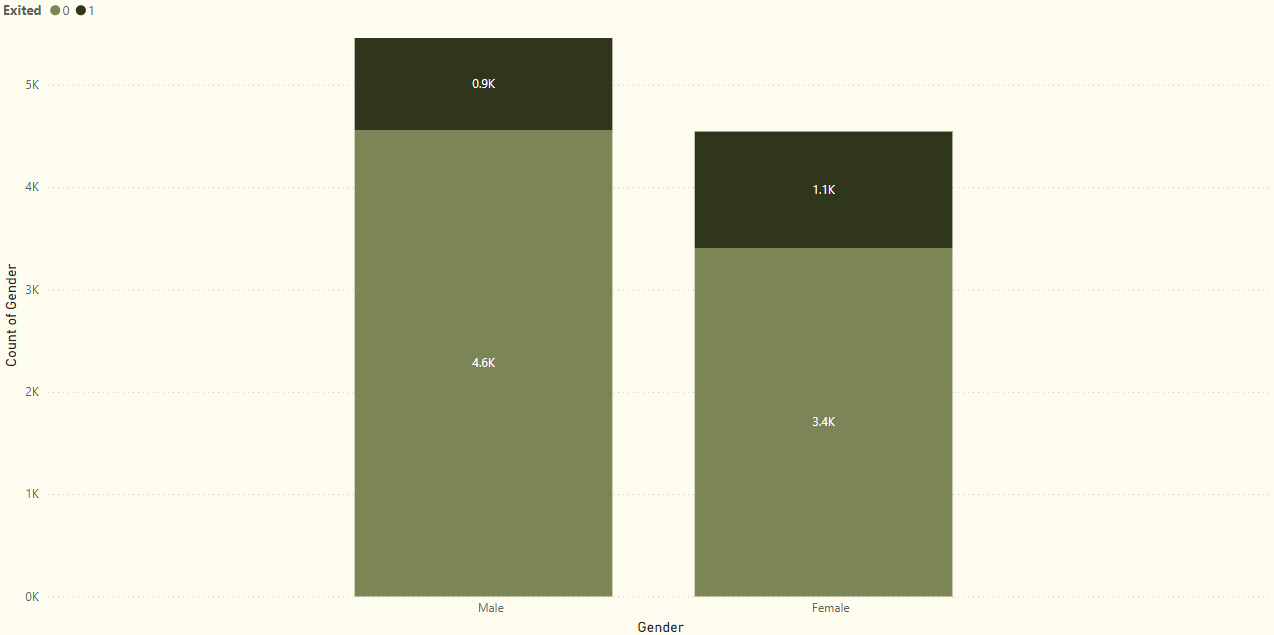 Exited 0 1
5K
4K
3K
2K
1K
0K
Count of Gender
0.9K
4.6K
1.1K
3.4K
Male Female
Gender